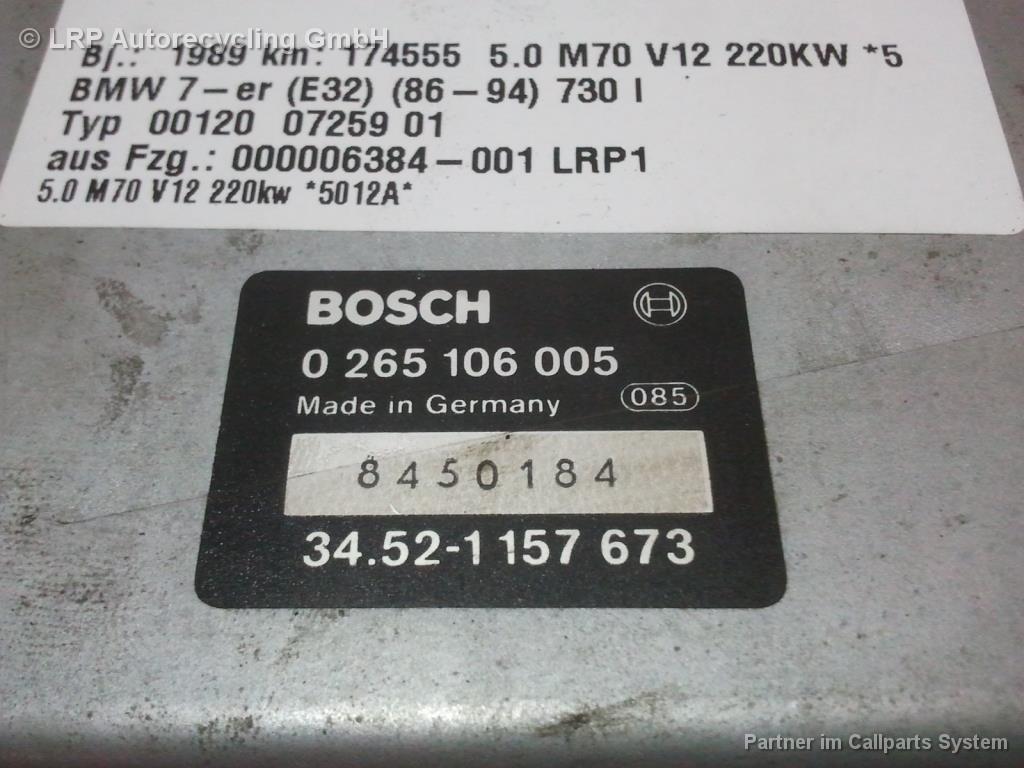 © LRP Autorecycling GmbH
Bj.: 1989 km: 174555 5.0 M70 V12 220KW *5
BMW 7-er (E32) (86-94) 730 I
Typ 00120 07259 01
aus Fzg.: 000006384-001 LRP1
5.0 M70 V12 220kw *5012A*
BOSCH
0 265 106 005
Made in Germany 085
8450184
34.52-1 157 673
Partner im Callparts System